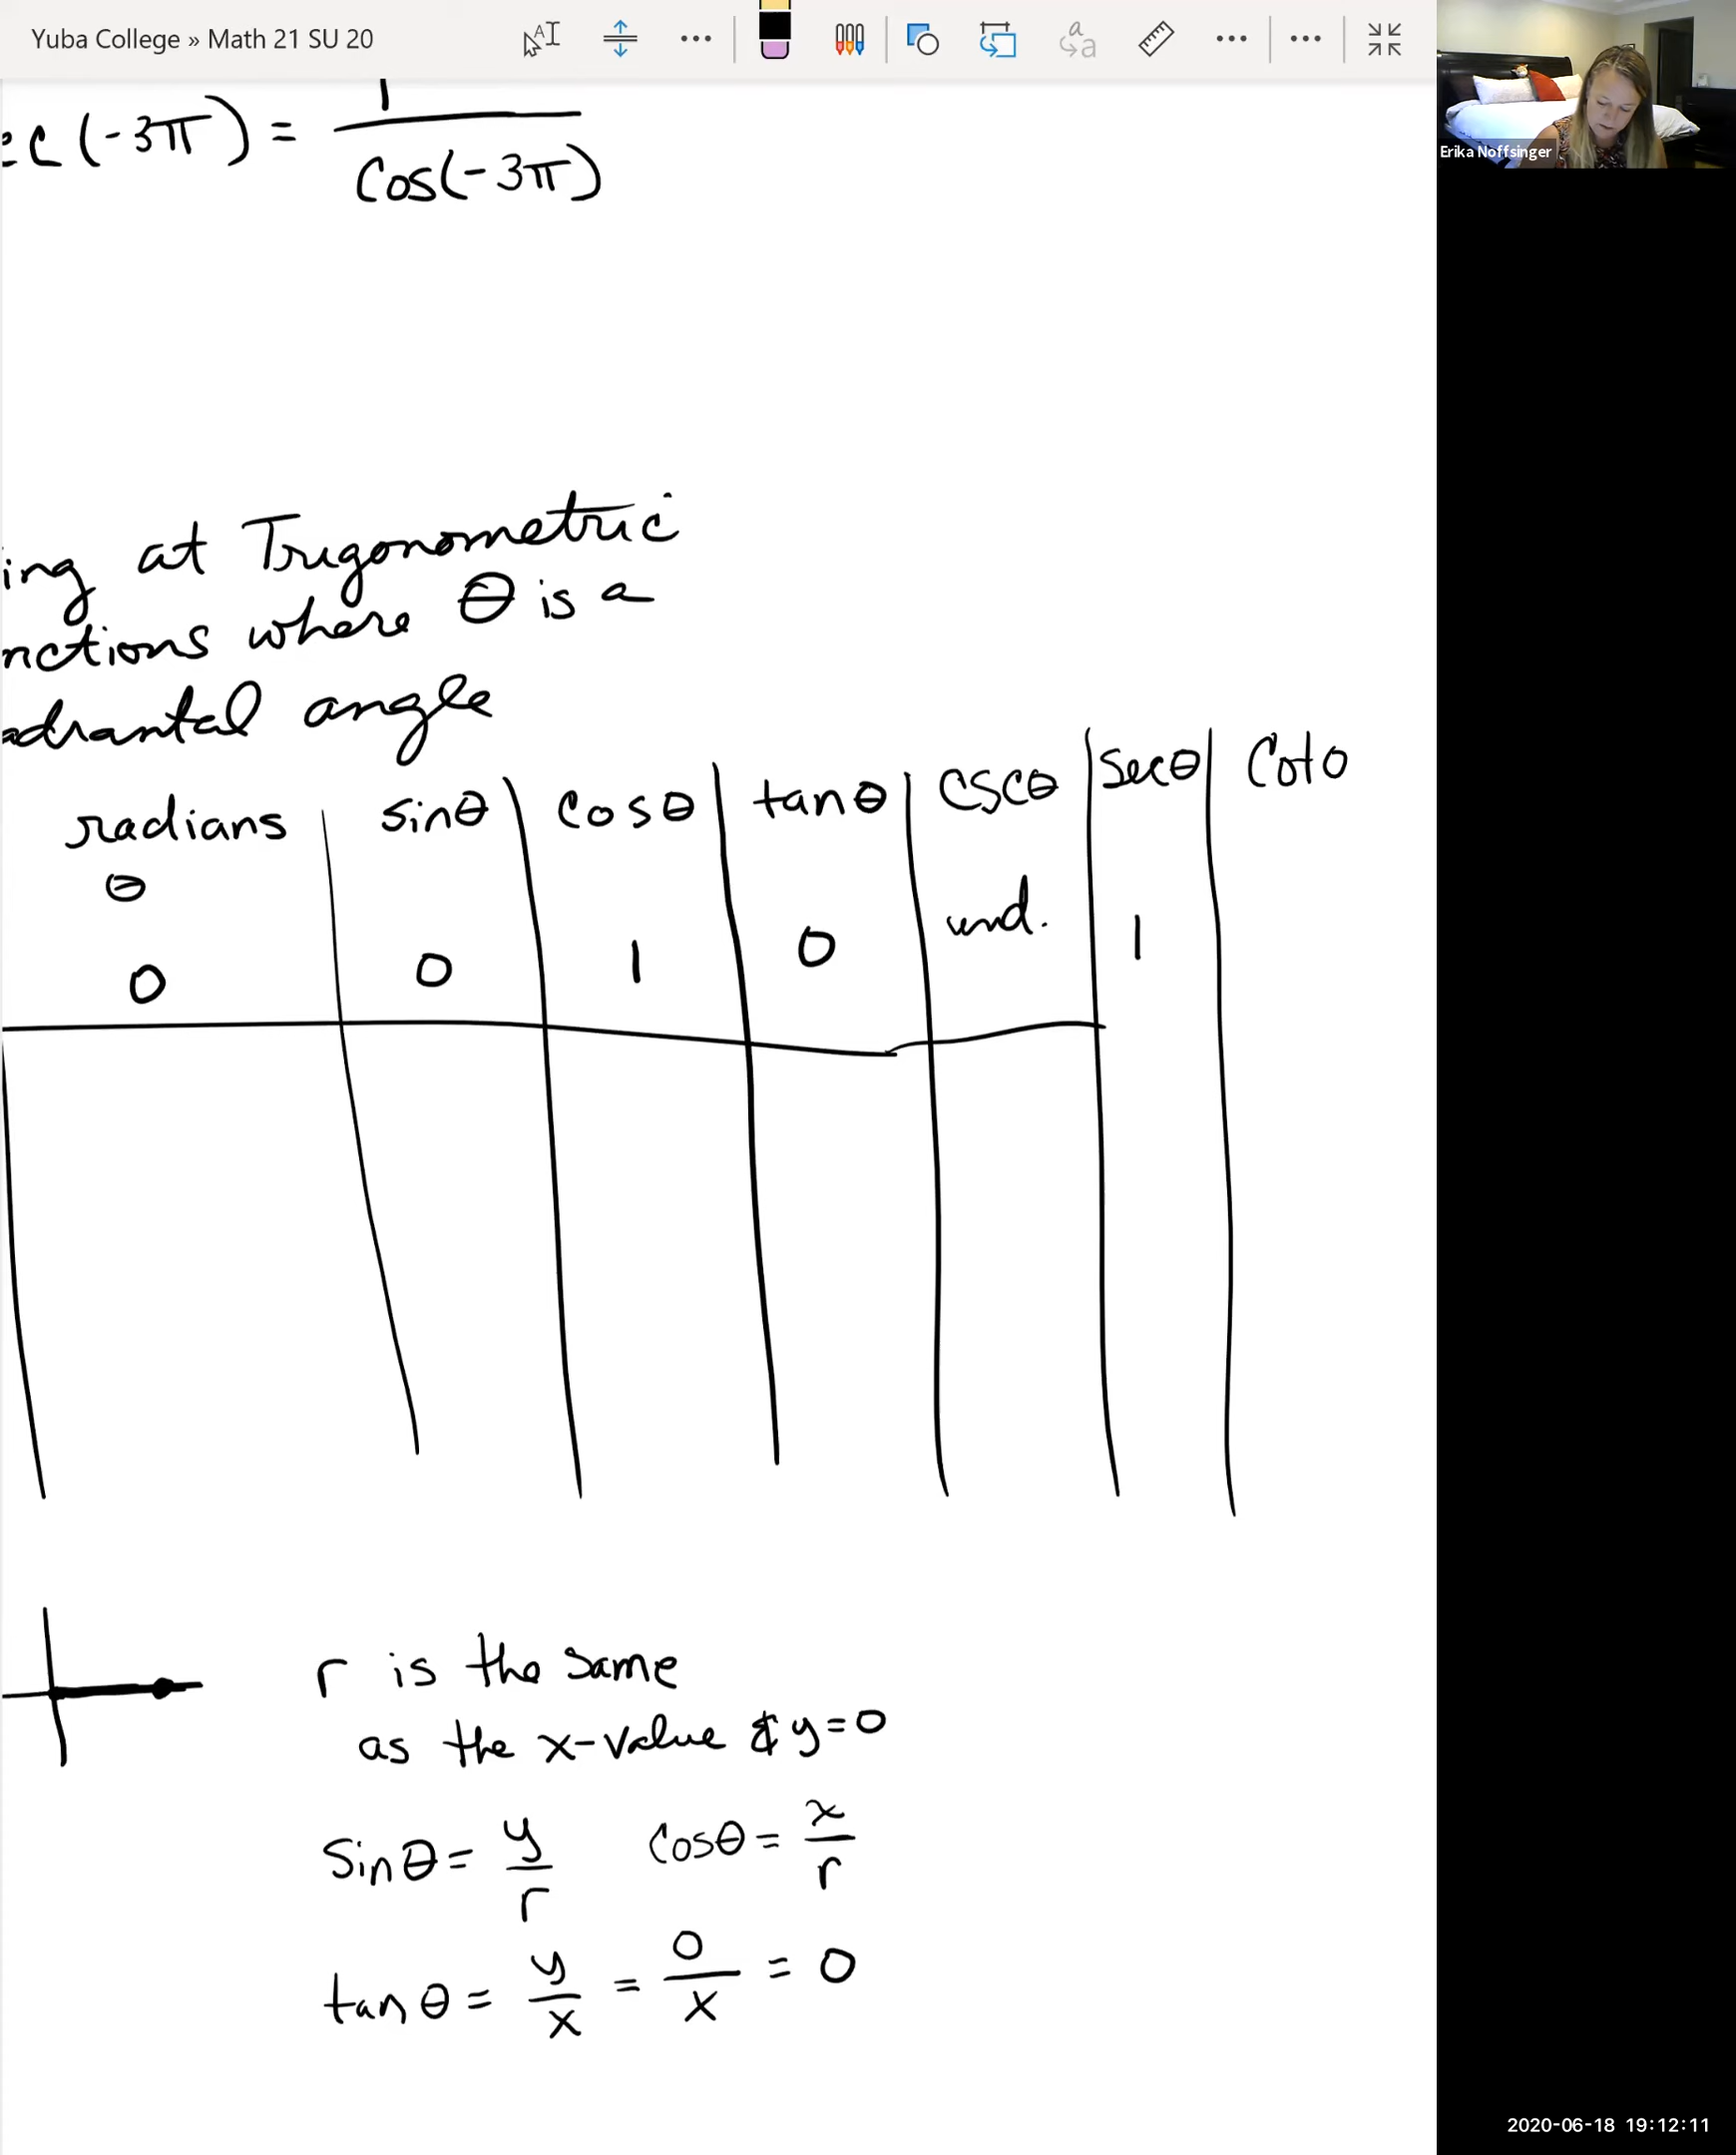 Yuba College » Math 21 SU 20
ec(-3π) = 1/cos(-3π)
Erika Noffsinger
ing at Trigonometric
nctions where θ is a
adrantal angle
radians θ sinθ cosθ tanθ cscθ secθ Cotθ
0 0 1 0 und. 1
r is the same
as the x-value & y=0
Sinθ = y/r Cosθ = x/r
tanθ = y/x = 0/x = 0
2020-06-18 19:12:11